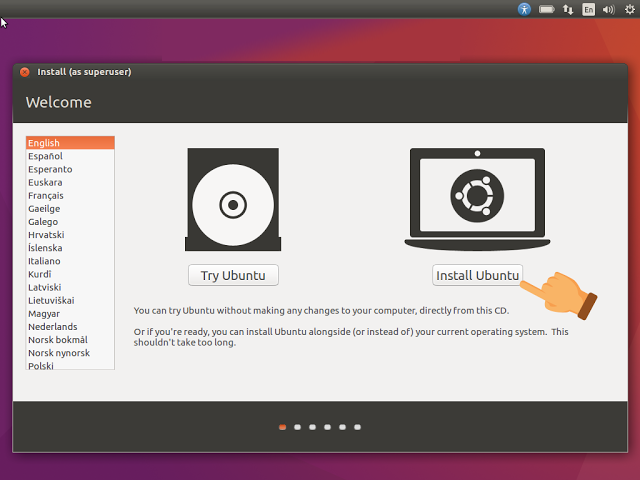 En
Install (as superuser)
Welcome
English
Español
Esperanto
Euskara
Français
Gaeilge
Galego
Hrvatski
Íslenska
Italiano
Kurdî
Latviski
Lietuviškai
Magyar
Nederlands
Norsk bokmål
Norsk nynorsk
Polski
Try Ubuntu
Install Ubuntu
You can try Ubuntu without making any changes to your computer, directly from this CD.
Or if you're ready, you can install Ubuntu alongside (or instead of) your current operating system. This
shouldn't take too long.